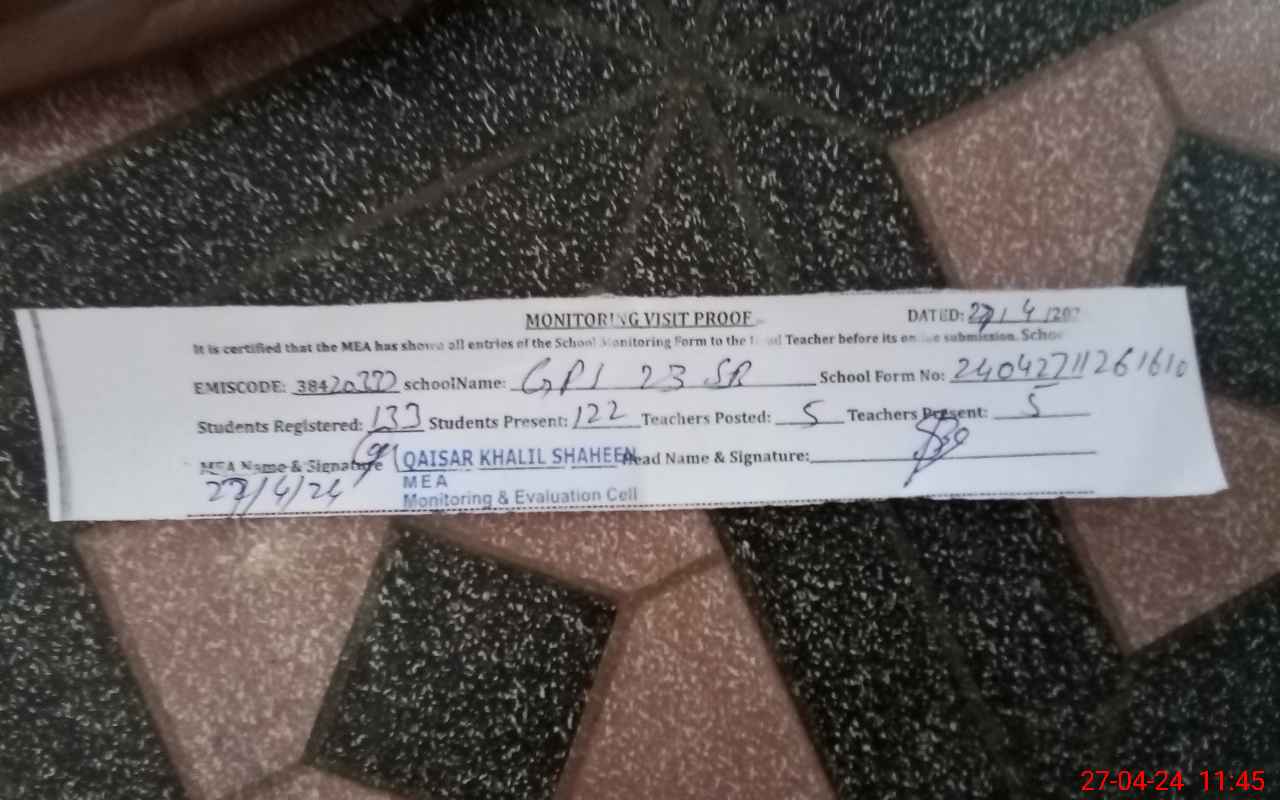 MONITORING VISIT PROOF
DATED: 27/4/202
It is certified that the MEA has shown all entries of the School Monitoring Form to the Head Teacher before its online submission. Schoo
EMISCODE: 38420372 schoolName: GPS 23 SR School Form No: 24042711261610
Students Registered: 133 Students Present: 122 Teachers Posted: 5 Teachers Present: 5
MEA Name & Signature QAISAR KHALIL SHAHEEN Head Name & Signature:
27/4/24 MEA
Monitoring & Evaluation Cell
27-04-24 11:45